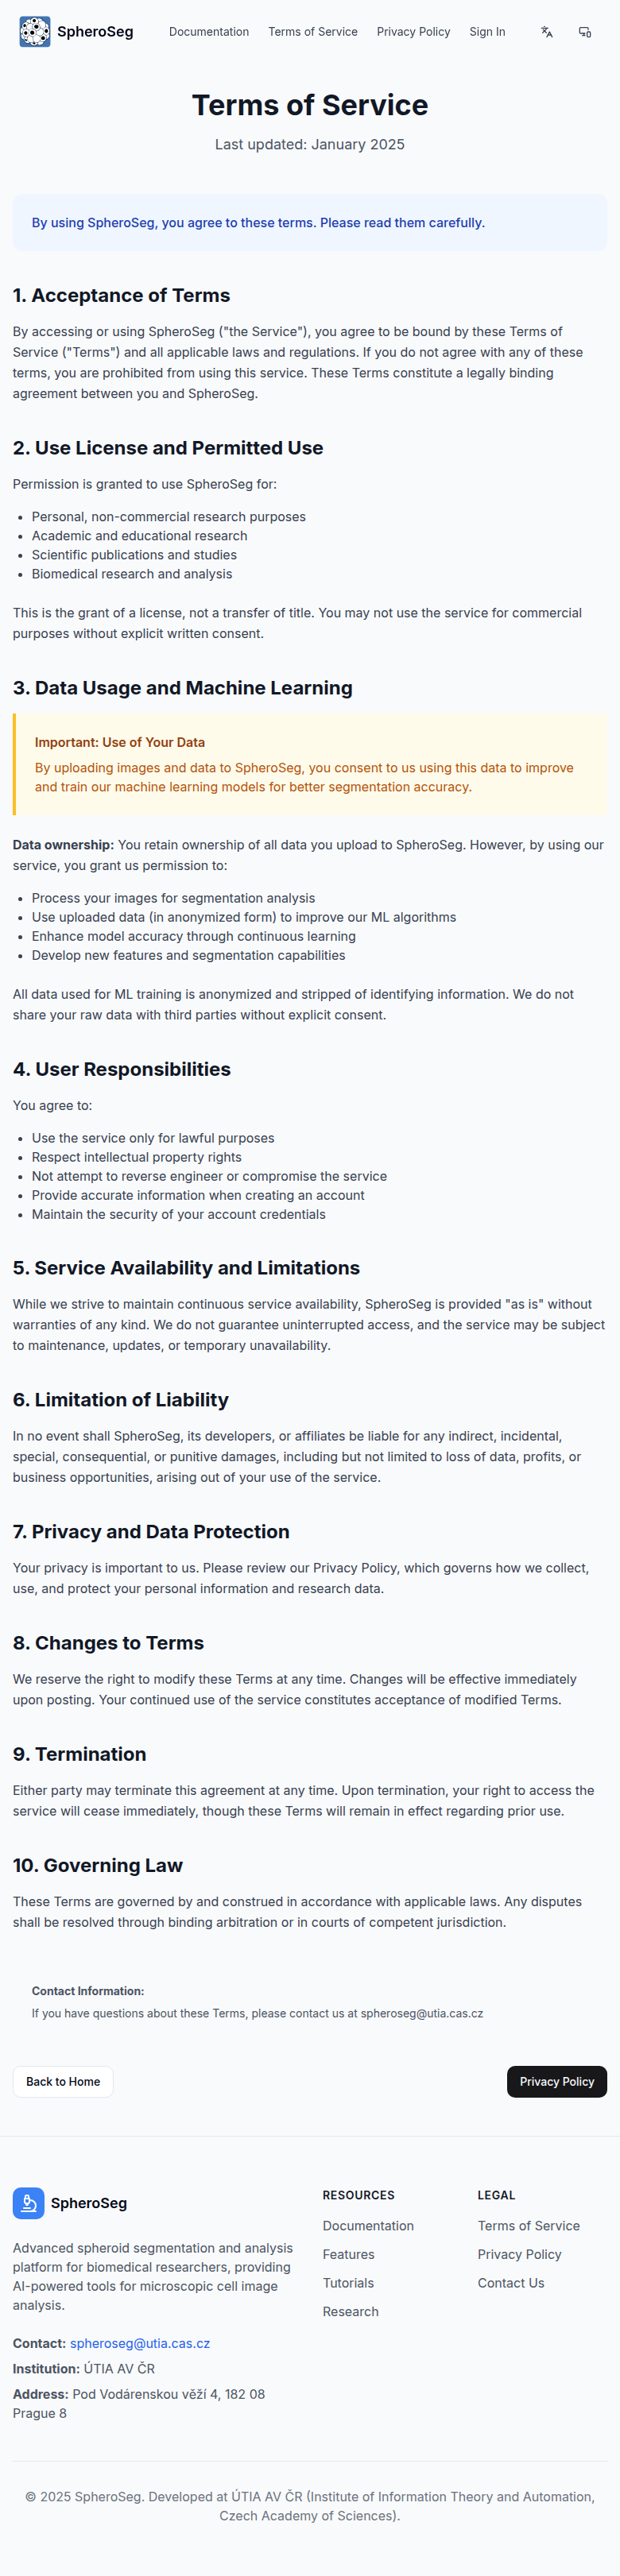 SpheroSeg
Documentation
Terms of Service
Privacy Policy
Sign In
Terms of Service
Last updated: January 2025
By using SpheroSeg, you agree to these terms. Please read them carefully.
1. Acceptance of Terms
By accessing or using SpheroSeg ("the Service"), you agree to be bound by these Terms of
Service ("Terms") and all applicable laws and regulations. If you do not agree with any of these
terms, you are prohibited from using this service. These Terms constitute a legally binding
agreement between you and SpheroSeg.
2. Use License and Permitted Use
Permission is granted to use SpheroSeg for:
• Personal, non-commercial research purposes
• Academic and educational research
• Scientific publications and studies
• Biomedical research and analysis
This is the grant of a license, not a transfer of title. You may not use the service for commercial
purposes without explicit written consent.
3. Data Usage and Machine Learning
Important: Use of Your Data
By uploading images and data to SpheroSeg, you consent to us using this data to improve
and train our machine learning models for better segmentation accuracy.
Data ownership: You retain ownership of all data you upload to SpheroSeg. However, by using our
service, you grant us permission to:
• Process your images for segmentation analysis
• Use uploaded data (in anonymized form) to improve our ML algorithms
• Enhance model accuracy through continuous learning
• Develop new features and segmentation capabilities
All data used for ML training is anonymized and stripped of identifying information. We do not
share your raw data with third parties without explicit consent.
4. User Responsibilities
You agree to:
• Use the service only for lawful purposes
• Respect intellectual property rights
• Not attempt to reverse engineer or compromise the service
• Provide accurate information when creating an account
• Maintain the security of your account credentials
5. Service Availability and Limitations
While we strive to maintain continuous service availability, SpheroSeg is provided "as is" without
warranties of any kind. We do not guarantee uninterrupted access, and the service may be subject
to maintenance, updates, or temporary unavailability.
6. Limitation of Liability
In no event shall SpheroSeg, its developers, or affiliates be liable for any indirect, incidental,
special, consequential, or punitive damages, including but not limited to loss of data, profits, or
business opportunities, arising out of your use of the service.
7. Privacy and Data Protection
Your privacy is important to us. Please review our Privacy Policy, which governs how we collect,
use, and protect your personal information and research data.
8. Changes to Terms
We reserve the right to modify these Terms at any time. Changes will be effective immediately
upon posting. Your continued use of the service constitutes acceptance of modified Terms.
9. Termination
Either party may terminate this agreement at any time. Upon termination, your right to access the
service will cease immediately, though these Terms will remain in effect regarding prior use.
10. Governing Law
These Terms are governed by and construed in accordance with applicable laws. Any disputes
shall be resolved through binding arbitration or in courts of competent jurisdiction.
Contact Information:
If you have questions about these Terms, please contact us at spheroseg@utia.cas.cz
Back to Home
Privacy Policy
SpheroSeg
Advanced spheroid segmentation and analysis
platform for biomedical researchers, providing
AI-powered tools for microscopic cell image
analysis.
Contact: spheroseg@utia.cas.cz
Institution: ÚTIA AV ČR
Address: Pod Vodárenskou věží 4, 182 08
Prague 8
RESOURCES
Documentation
Features
Tutorials
Research
LEGAL
Terms of Service
Privacy Policy
Contact Us
© 2025 SpheroSeg. Developed at ÚTIA AV ČR (Institute of Information Theory and Automation,
Czech Academy of Sciences).